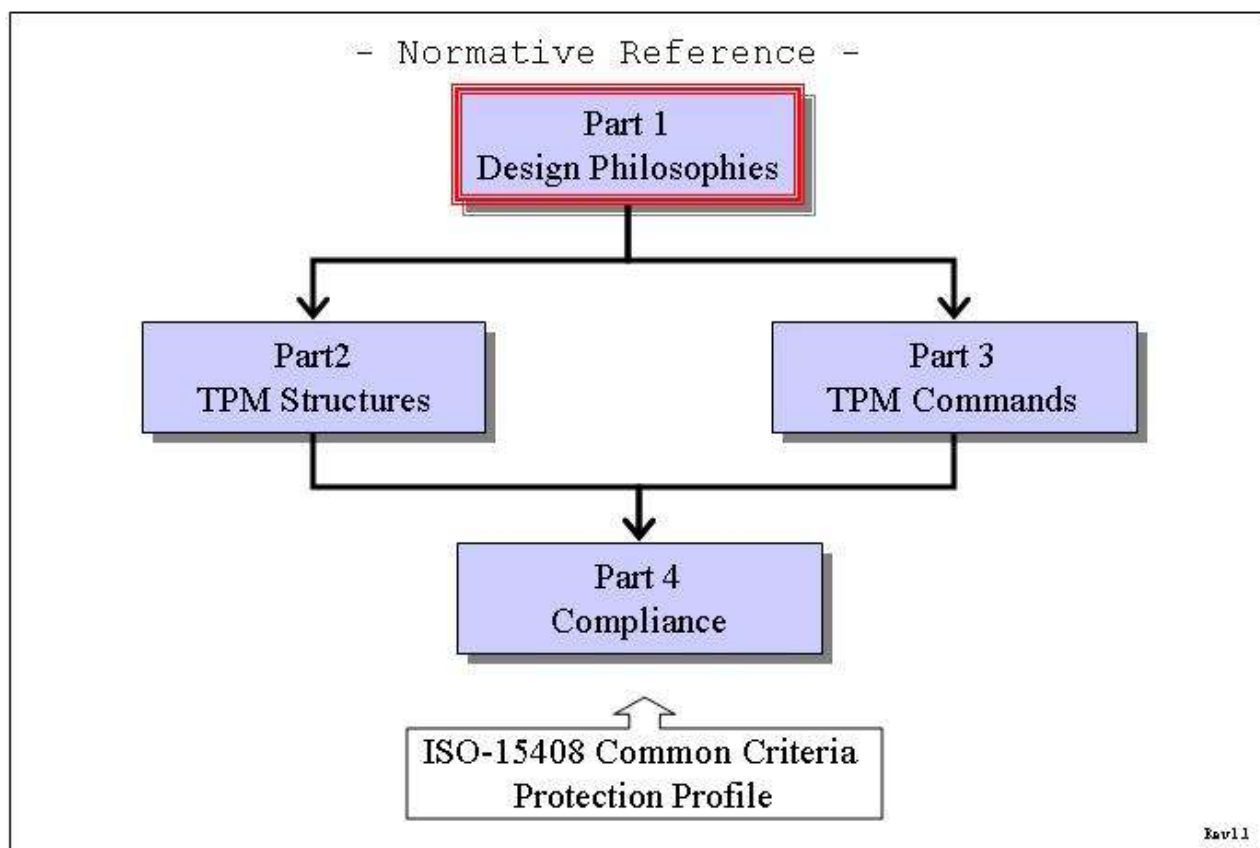 - Normative Reference -
Part 1
Design Philosophies
Part2
TPM Structures
Part 3
TPM Commands
Part 4
Compliance
ISO-15408 Common Criteria
Protection Profile